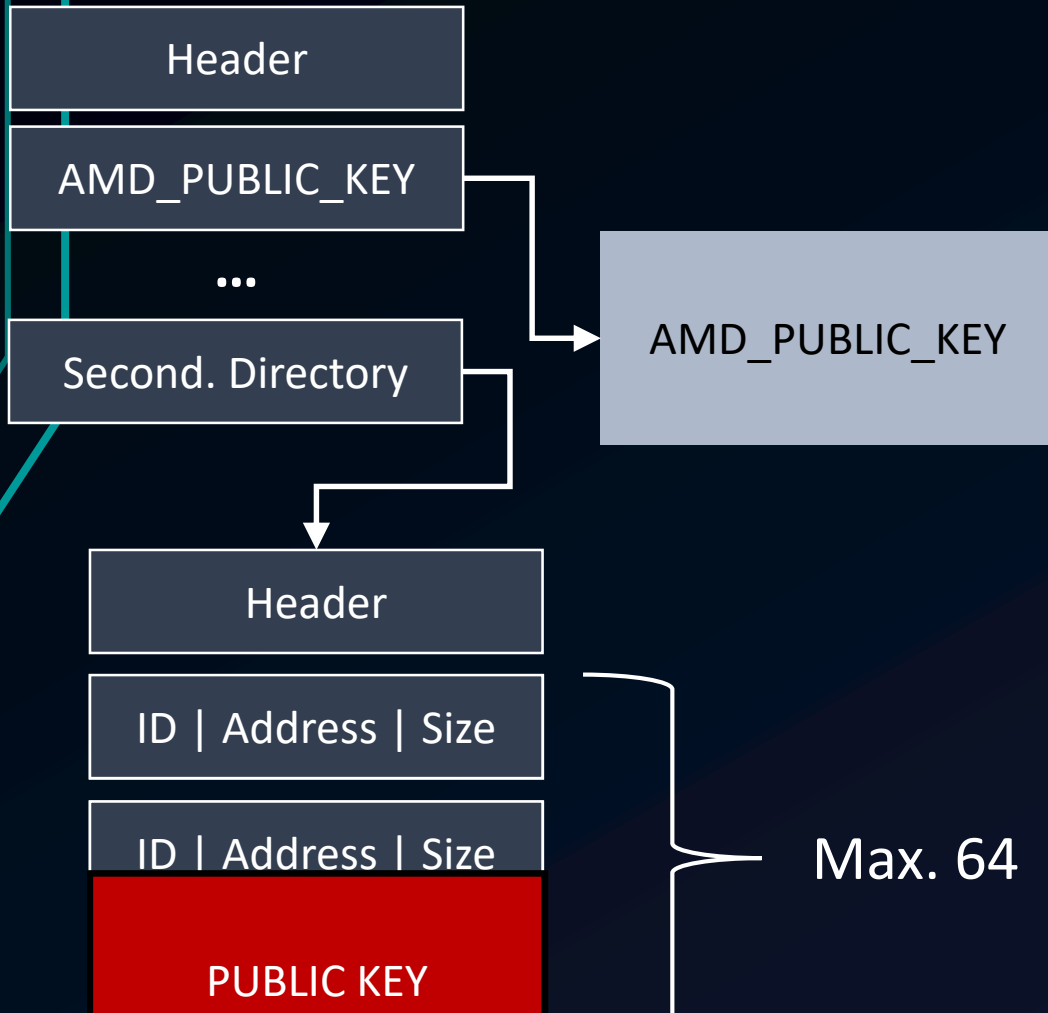 Header
AMD_PUBLIC_KEY
...
AMD_PUBLIC_KEY
Second. Directory
Header
ID | Address | Size
ID | Address | Size
Max. 64
PUBLIC KEY